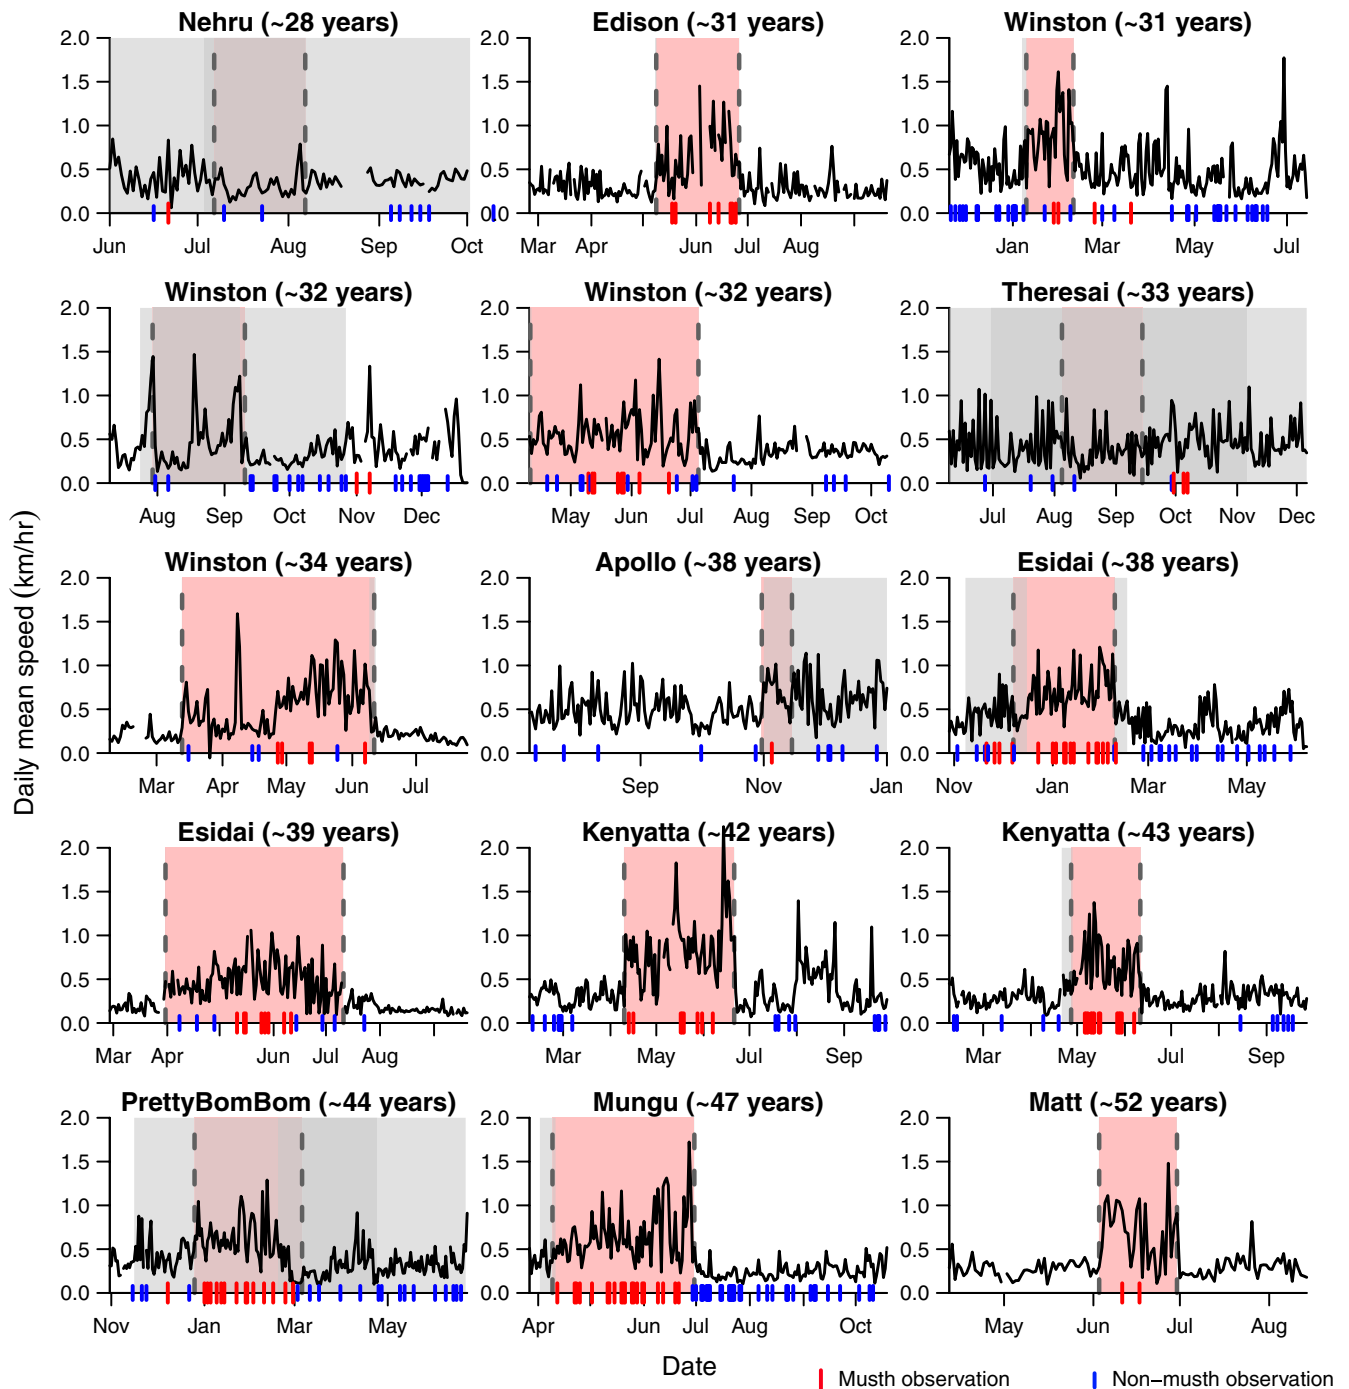 Nehru (~28 years)
2.0
1.5
1.0
0.5
0.0
Jun Jul Aug Sep Oct
Edison (~31 years)
2.0
1.5
1.0
0.5
0.0
Mar Apr Jun Jul Aug
Winston (~31 years)
2.0
1.5
1.0
0.5
0.0
Jan Mar May Jul
Winston (~32 years)
2.0
1.5
1.0
0.5
0.0
Aug Sep Oct Nov Dec
Winston (~32 years)
2.0
1.5
1.0
0.5
0.0
May Jun Jul Aug Sep Oct
Theresai (~33 years)
2.0
1.5
1.0
0.5
0.0
Jul Aug Sep Oct Nov Dec
Daily mean speed (km/hr)
Winston (~34 years)
2.0
1.5
1.0
0.5
0.0
Mar Apr May Jun Jul
Apollo (~38 years)
2.0
1.5
1.0
0.5
0.0
Sep Nov Jan
Esidai (~38 years)
2.0
1.5
1.0
0.5
0.0
Nov Jan Mar May
Esidai (~39 years)
2.0
1.5
1.0
0.5
0.0
Mar Apr Jun Jul Aug
Kenyatta (~42 years)
2.0
1.5
1.0
0.5
0.0
Mar May Jul Sep
Kenyatta (~43 years)
2.0
1.5
1.0
0.5
0.0
Mar May Jul Sep
PrettyBomBom (~44 years)
2.0
1.5
1.0
0.5
0.0
Nov Jan Mar May
Mungu (~47 years)
2.0
1.5
1.0
0.5
0.0
Apr Jun Jul Aug Oct
Matt (~52 years)
2.0
1.5
1.0
0.5
0.0
May Jun Jul Aug
Date
Musth observation
Non−musth observation